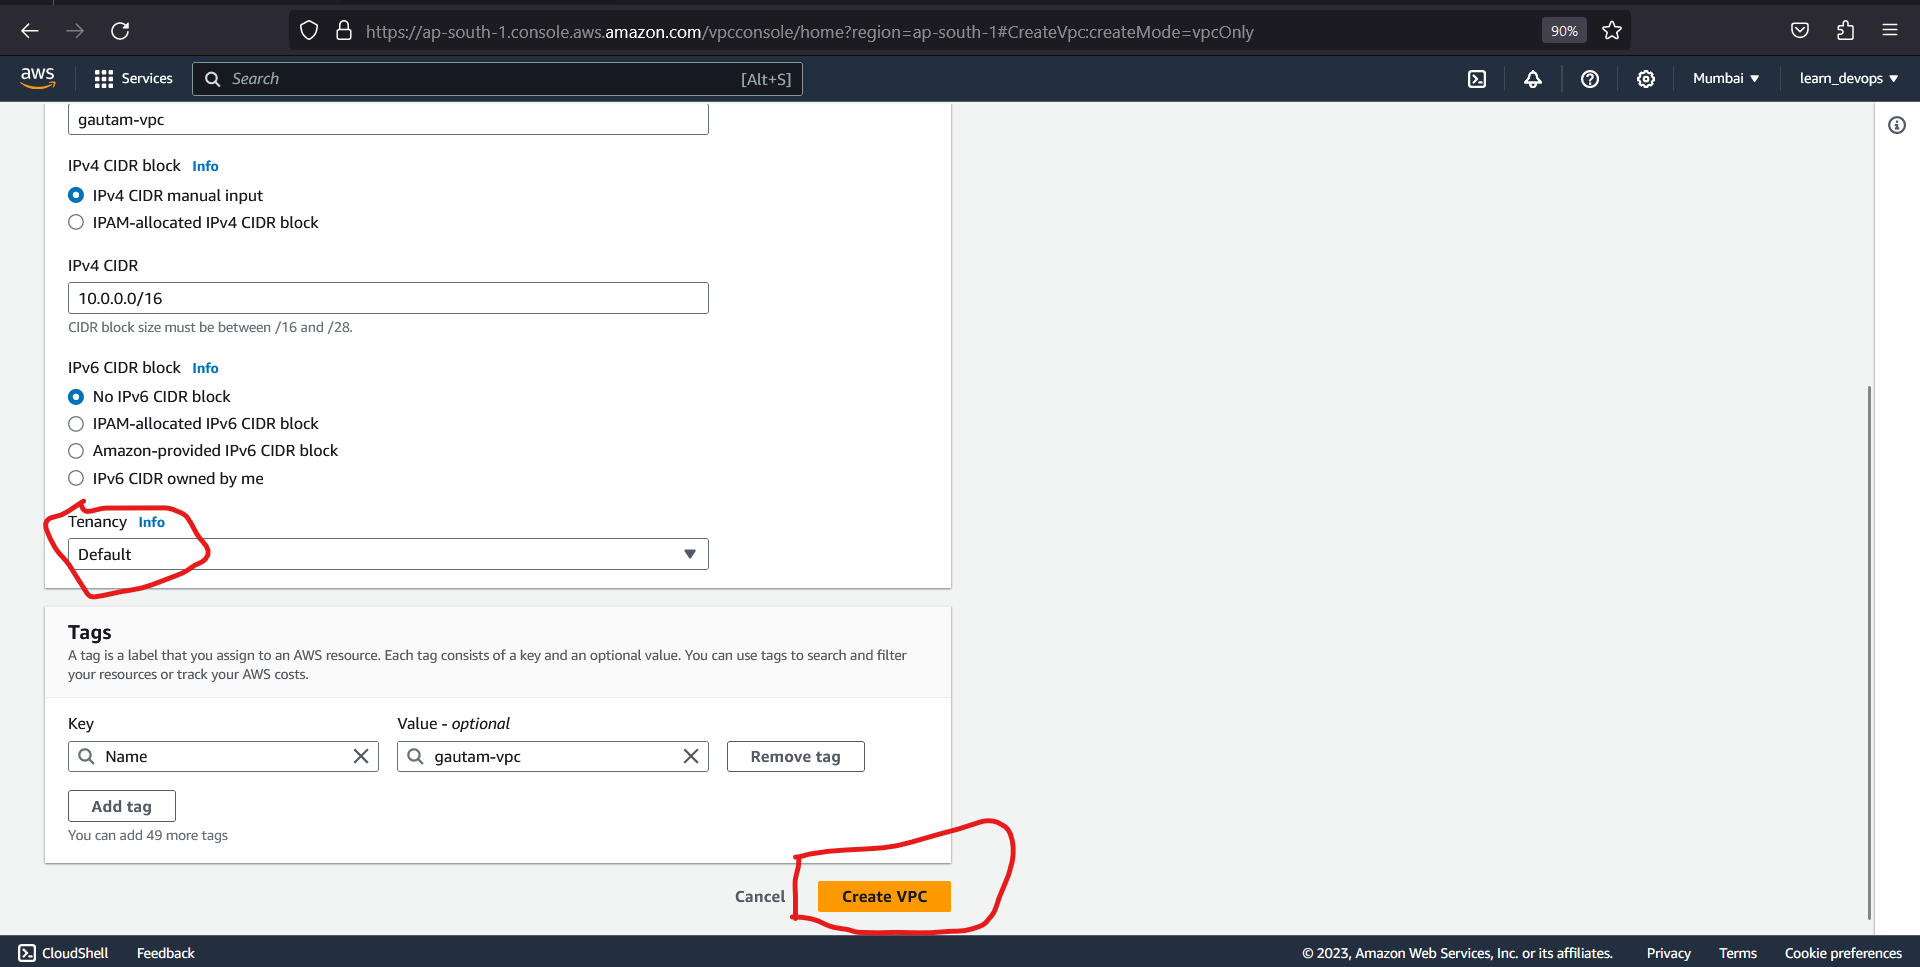 https://ap-south-1.console.aws.amazon.com/vpcconsole/home?region=ap-south-1#CreateVpc:createMode=vpcOnly 90%
aws Services Search [Alt+S] Mumbai ▼ learn_devops ▼
gautam-vpc
IPv4 CIDR block Info
IPv4 CIDR manual input
IPAM-allocated IPv4 CIDR block
IPv4 CIDR
10.0.0.0/16
CIDR block size must be between /16 and /28.
IPv6 CIDR block Info
No IPv6 CIDR block
IPAM-allocated IPv6 CIDR block
Amazon-provided IPv6 CIDR block
IPv6 CIDR owned by me
Tenancy Info
Default
Tags
A tag is a label that you assign to an AWS resource. Each tag consists of a key and an optional value. You can use tags to search and filter
your resources or track your AWS costs.
Key Value - optional
Name gautam-vpc Remove tag
Add tag
You can add 49 more tags
Cancel Create VPC
CloudShell Feedback © 2023, Amazon Web Services, Inc. or its affiliates. Privacy Terms Cookie preferences